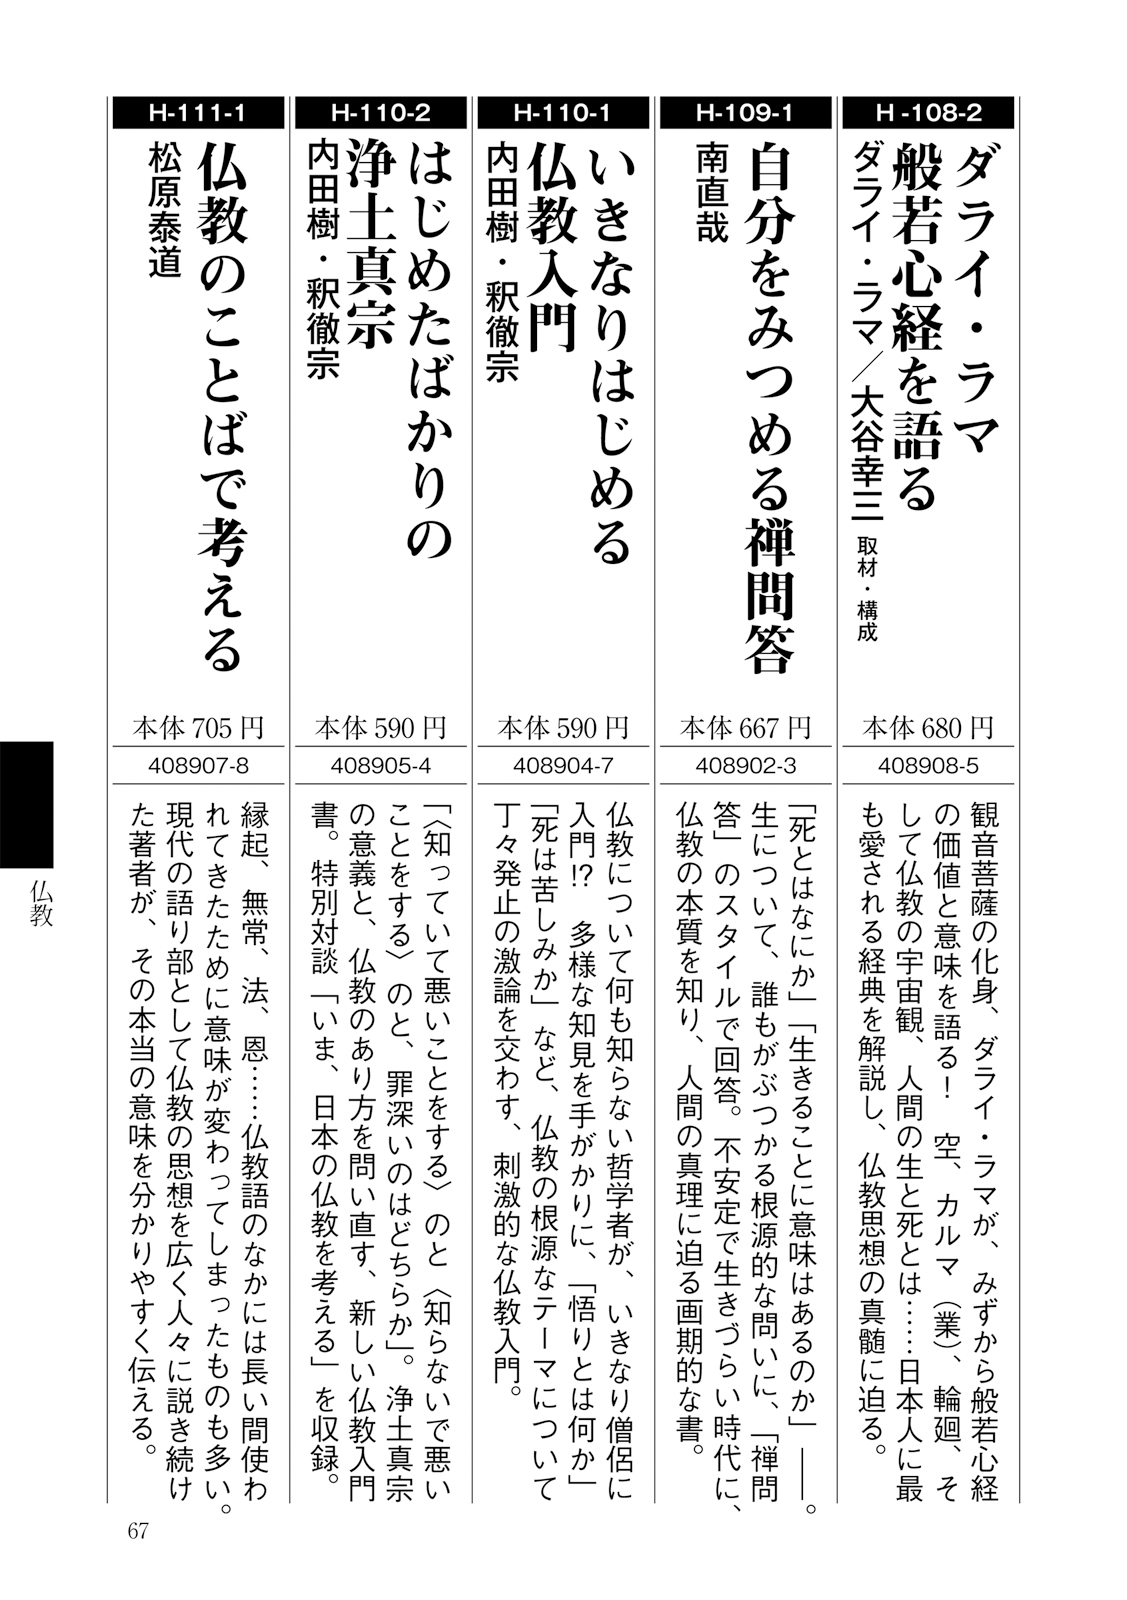 H-108-2
ダライ・ラマ
般若心経を語る
ダライ・ラマ／大谷幸三 取材・構成
本体 680 円
408908-5
観音菩薩の化身、ダライ・ラマが、みずから般若心経
の価値と意味を語る！　空、カルマ（業）、輪廻、そ
して仏教の宇宙観、人間の生と死とは……日本人に最
も愛される経典を解説し、仏教思想の真髄に迫る。
H-109-1
自分をみつめる禅問答
南直哉
本体 667 円
408902-3
「死とはなにか」「生きることに意味はあるのか」――。
生について、誰もがぶつかる根源的な問いに、「禅問
答」のスタイルで回答。不安定で生きづらい時代に、
仏教の本質を知り、人間の真理に迫る画期的な書。
H-110-1
いきなりはじめる
仏教入門
内田樹・釈徹宗
本体 590 円
408904-7
仏教について何も知らない哲学者が、いきなり僧侶に
入門!?　多様な知見を手がかりに、「悟りとは何か」
「死は苦しみか」など、仏教の根源なテーマについて
丁々発止の激論を交わす、刺激的な仏教入門。
H-110-2
はじめたばかりの
浄土真宗
内田樹・釈徹宗
本体 590 円
408905-4
「〈知っていて悪いことをする〉のと〈知らないで悪い
ことをする〉のと、罪深いのはどちらか」。浄土真宗
の意義と、仏教のあり方を問い直す、新しい仏教入門
書。特別対談「いま、日本の仏教を考える」を収録。
H-111-1
仏教のことばで考える
松原泰道
本体 705 円
408907-8
縁起、無常、法、恩……仏教語のなかには長い間使わ
れてきたために意味が変わってしまったものも多い。
現代の語り部として仏教の思想を広く人々に説き続け
た著者が、その本当の意味を分かりやすく伝える。
仏教
67